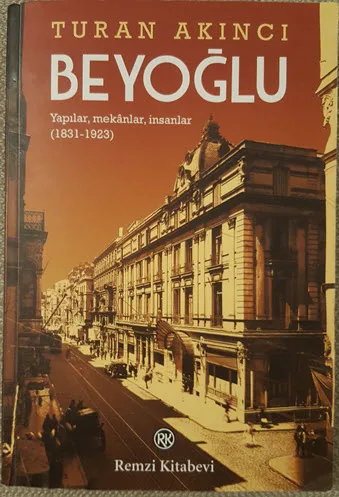 TURAN AKINCI
BEYOĞLU
Yapılar, mekânlar, insanlar
(1831-1923)
RK
Remzi Kitabevi